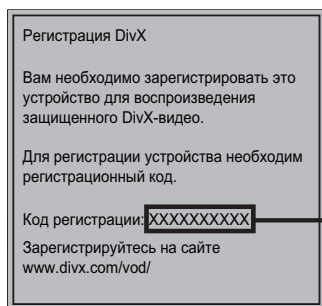 Регистрация DivX
Вам необходимо зарегистрировать это
устройство для воспроизведения
защищенного DivX-видео.
Для регистрации устройства необходим
регистрационный код.
Код регистрации: XXXXXXXXXX
Зарегистрируйтесь на сайте
www.divx.com/vod/